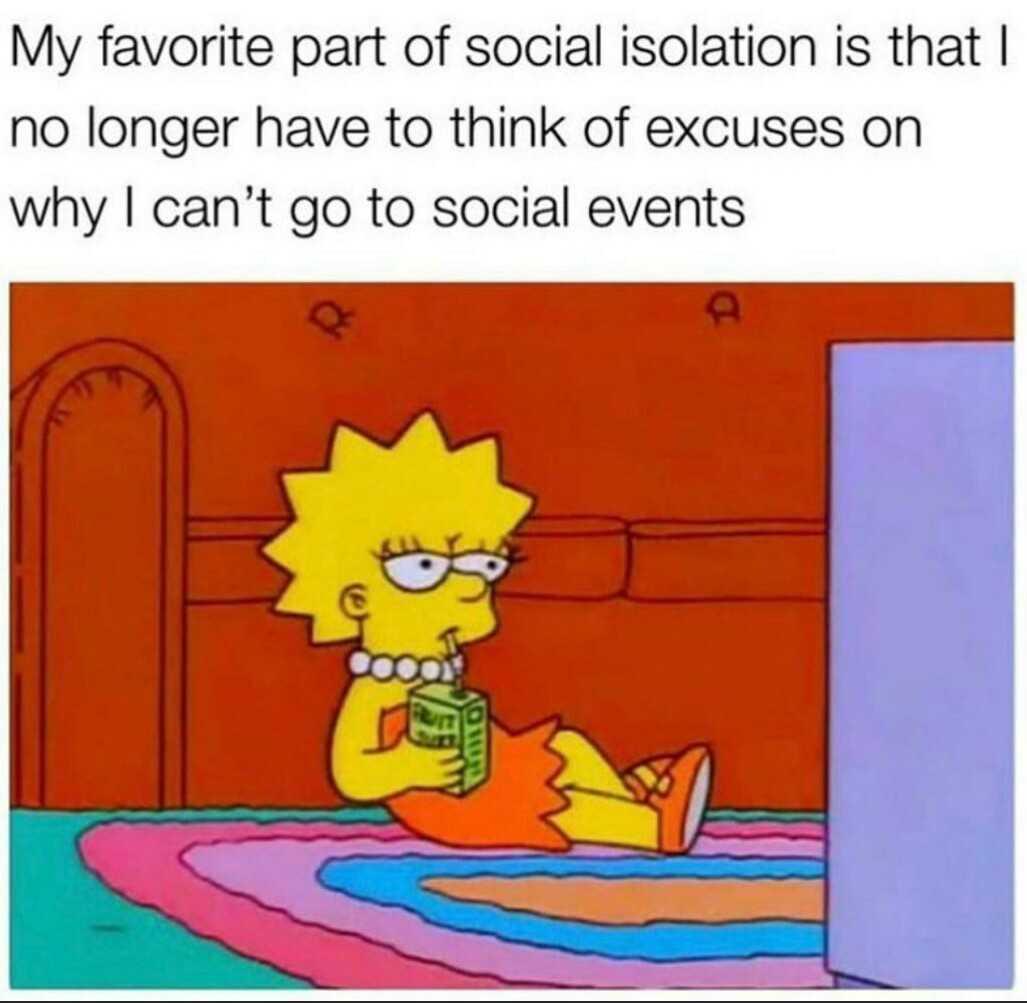 My favorite part of social isolation is that I
no longer have to think of excuses on
why I can’t go to social events
FRUIT